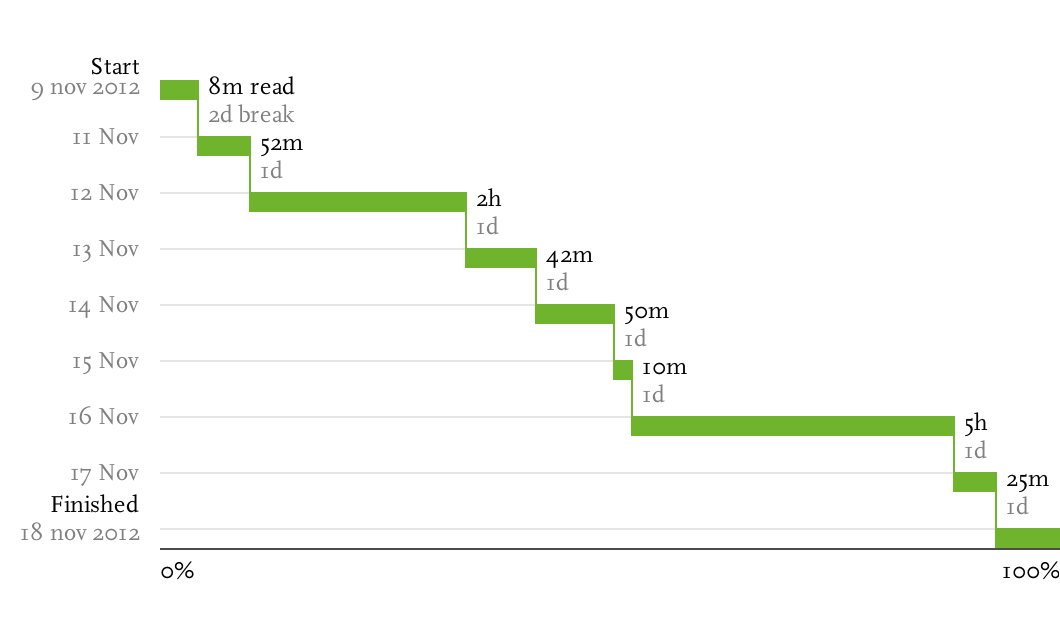 Start
9 nov 2012
8m read
2d break
11 Nov
52m
1d
12 Nov
2h
1d
13 Nov
42m
1d
14 Nov
50m
1d
15 Nov
10m
1d
16 Nov
5h
1d
17 Nov
25m
1d
Finished
18 nov 2012
0%
100%